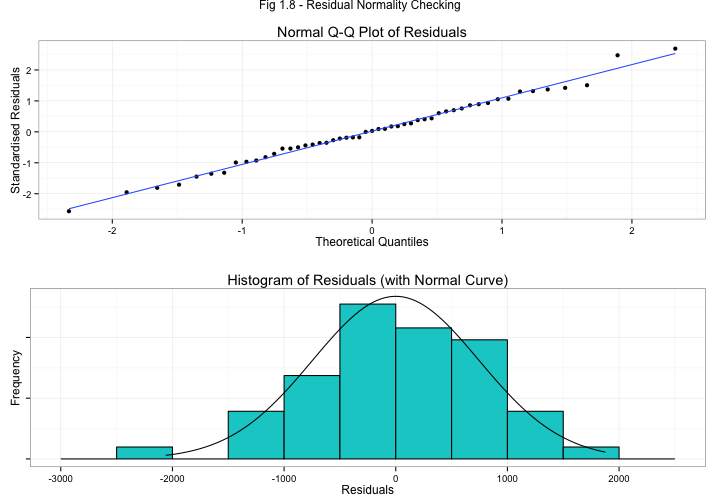 Fig 1.8 - Residual Normality Checking
Normal Q-Q Plot of Residuals
Standardised Residuals
2
1
0
-1
-2
-2 -1 0 1 2
Theoretical Quantiles
Histogram of Residuals (with Normal Curve)
Frequency
-3000 -2000 -1000 0 1000 2000
Residuals